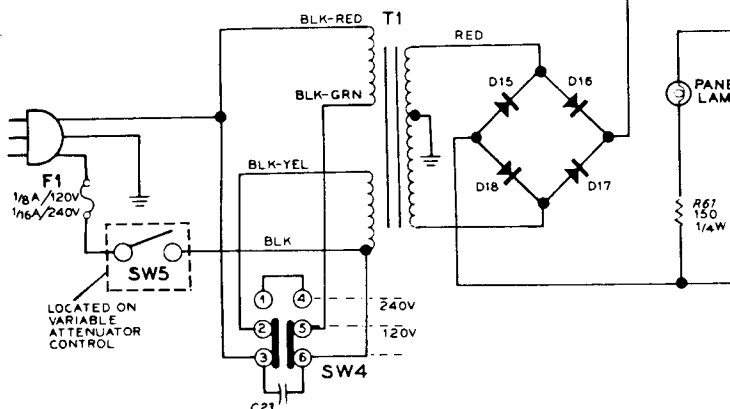 BLK-RED
T1
RED
BLK-GRN
D15
D16
PANE
LAM
BLK-YEL
F1
1/8A/120V
1/16A/240V
D18
D17
R61
150
1/4W
BLK
SW5
LOCATED ON
VARIABLE
ATTENUATOR
CONTROL
1
4
240V
2
5
120V
3
6
SW4
C21